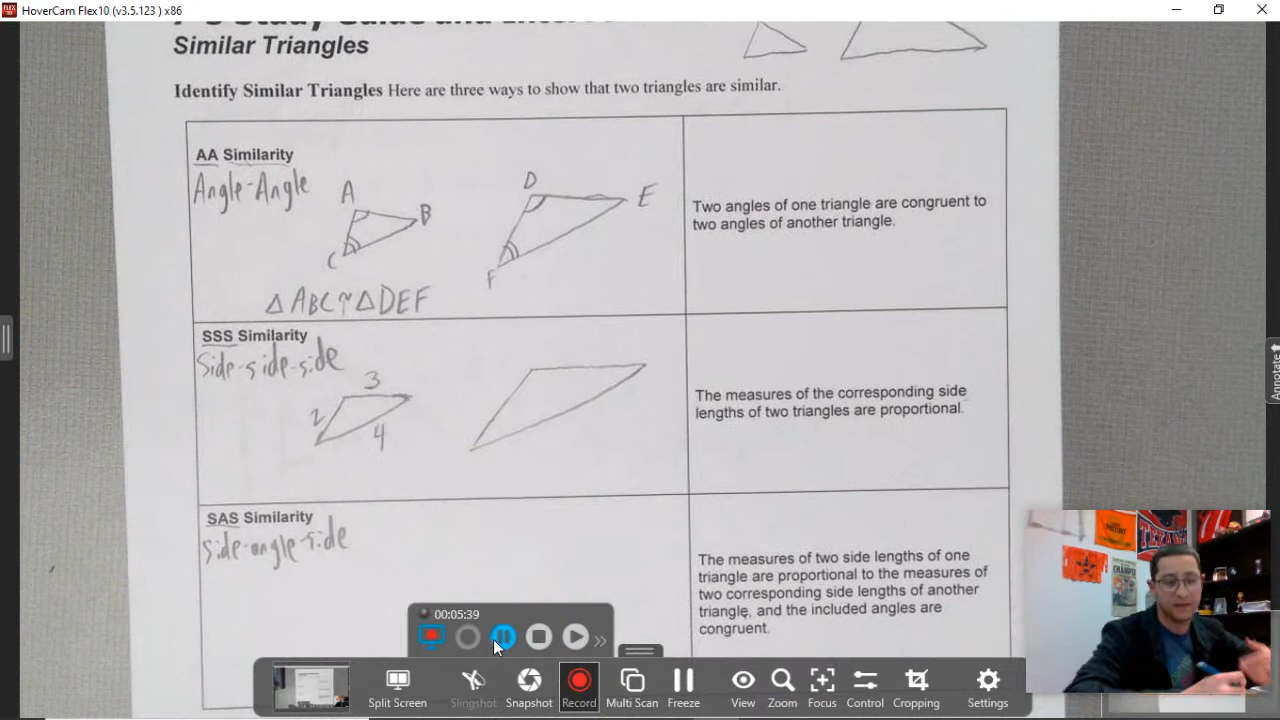 HoverCam Flex10 (v3.5.123) x86
Similar Triangles
Identify Similar Triangles Here are three ways to show that two triangles are similar.
AA Similarity
Angle-Angle
A
B
C
D
E
F
△ABC~△DEF
Two angles of one triangle are congruent to
two angles of another triangle.
SSS Similarity
Side-side-side
3
2
4
The measures of the corresponding side
lengths of two triangles are proportional.
SAS Similarity
side-angle-side
The measures of two side lengths of one
triangle are proportional to the measures of
two corresponding side lengths of another
triangle, and the included angles are
congruent.
00:05:39
Split Screen
Slingshot
Snapshot
Record
Multi Scan
Freeze
View
Zoom
Focus
Control
Cropping
Settings
Annotate
TEXANS